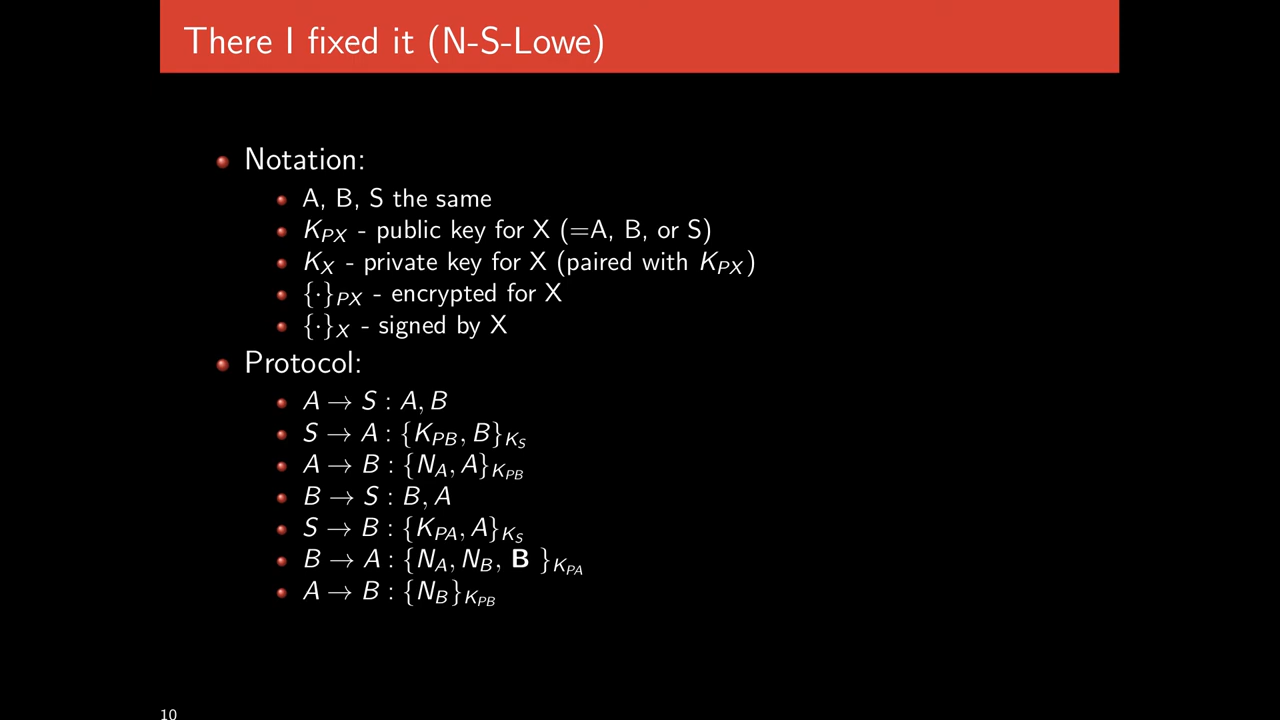 There I fixed it (N-S-Lowe)
Notation:
A, B, S the same
K_PX - public key for X (=A, B, or S)
K_X - private key for X (paired with K_PX)
{·}_PX - encrypted for X
{·}_X - signed by X
Protocol:
A → S : A, B
S → A : {K_PB, B}_K_S
A → B : {N_A, A}_K_PB
B → S : B, A
S → B : {K_PA, A}_K_S
B → A : {N_A, N_B, B }_K_PA
A → B : {N_B}_K_PB
10